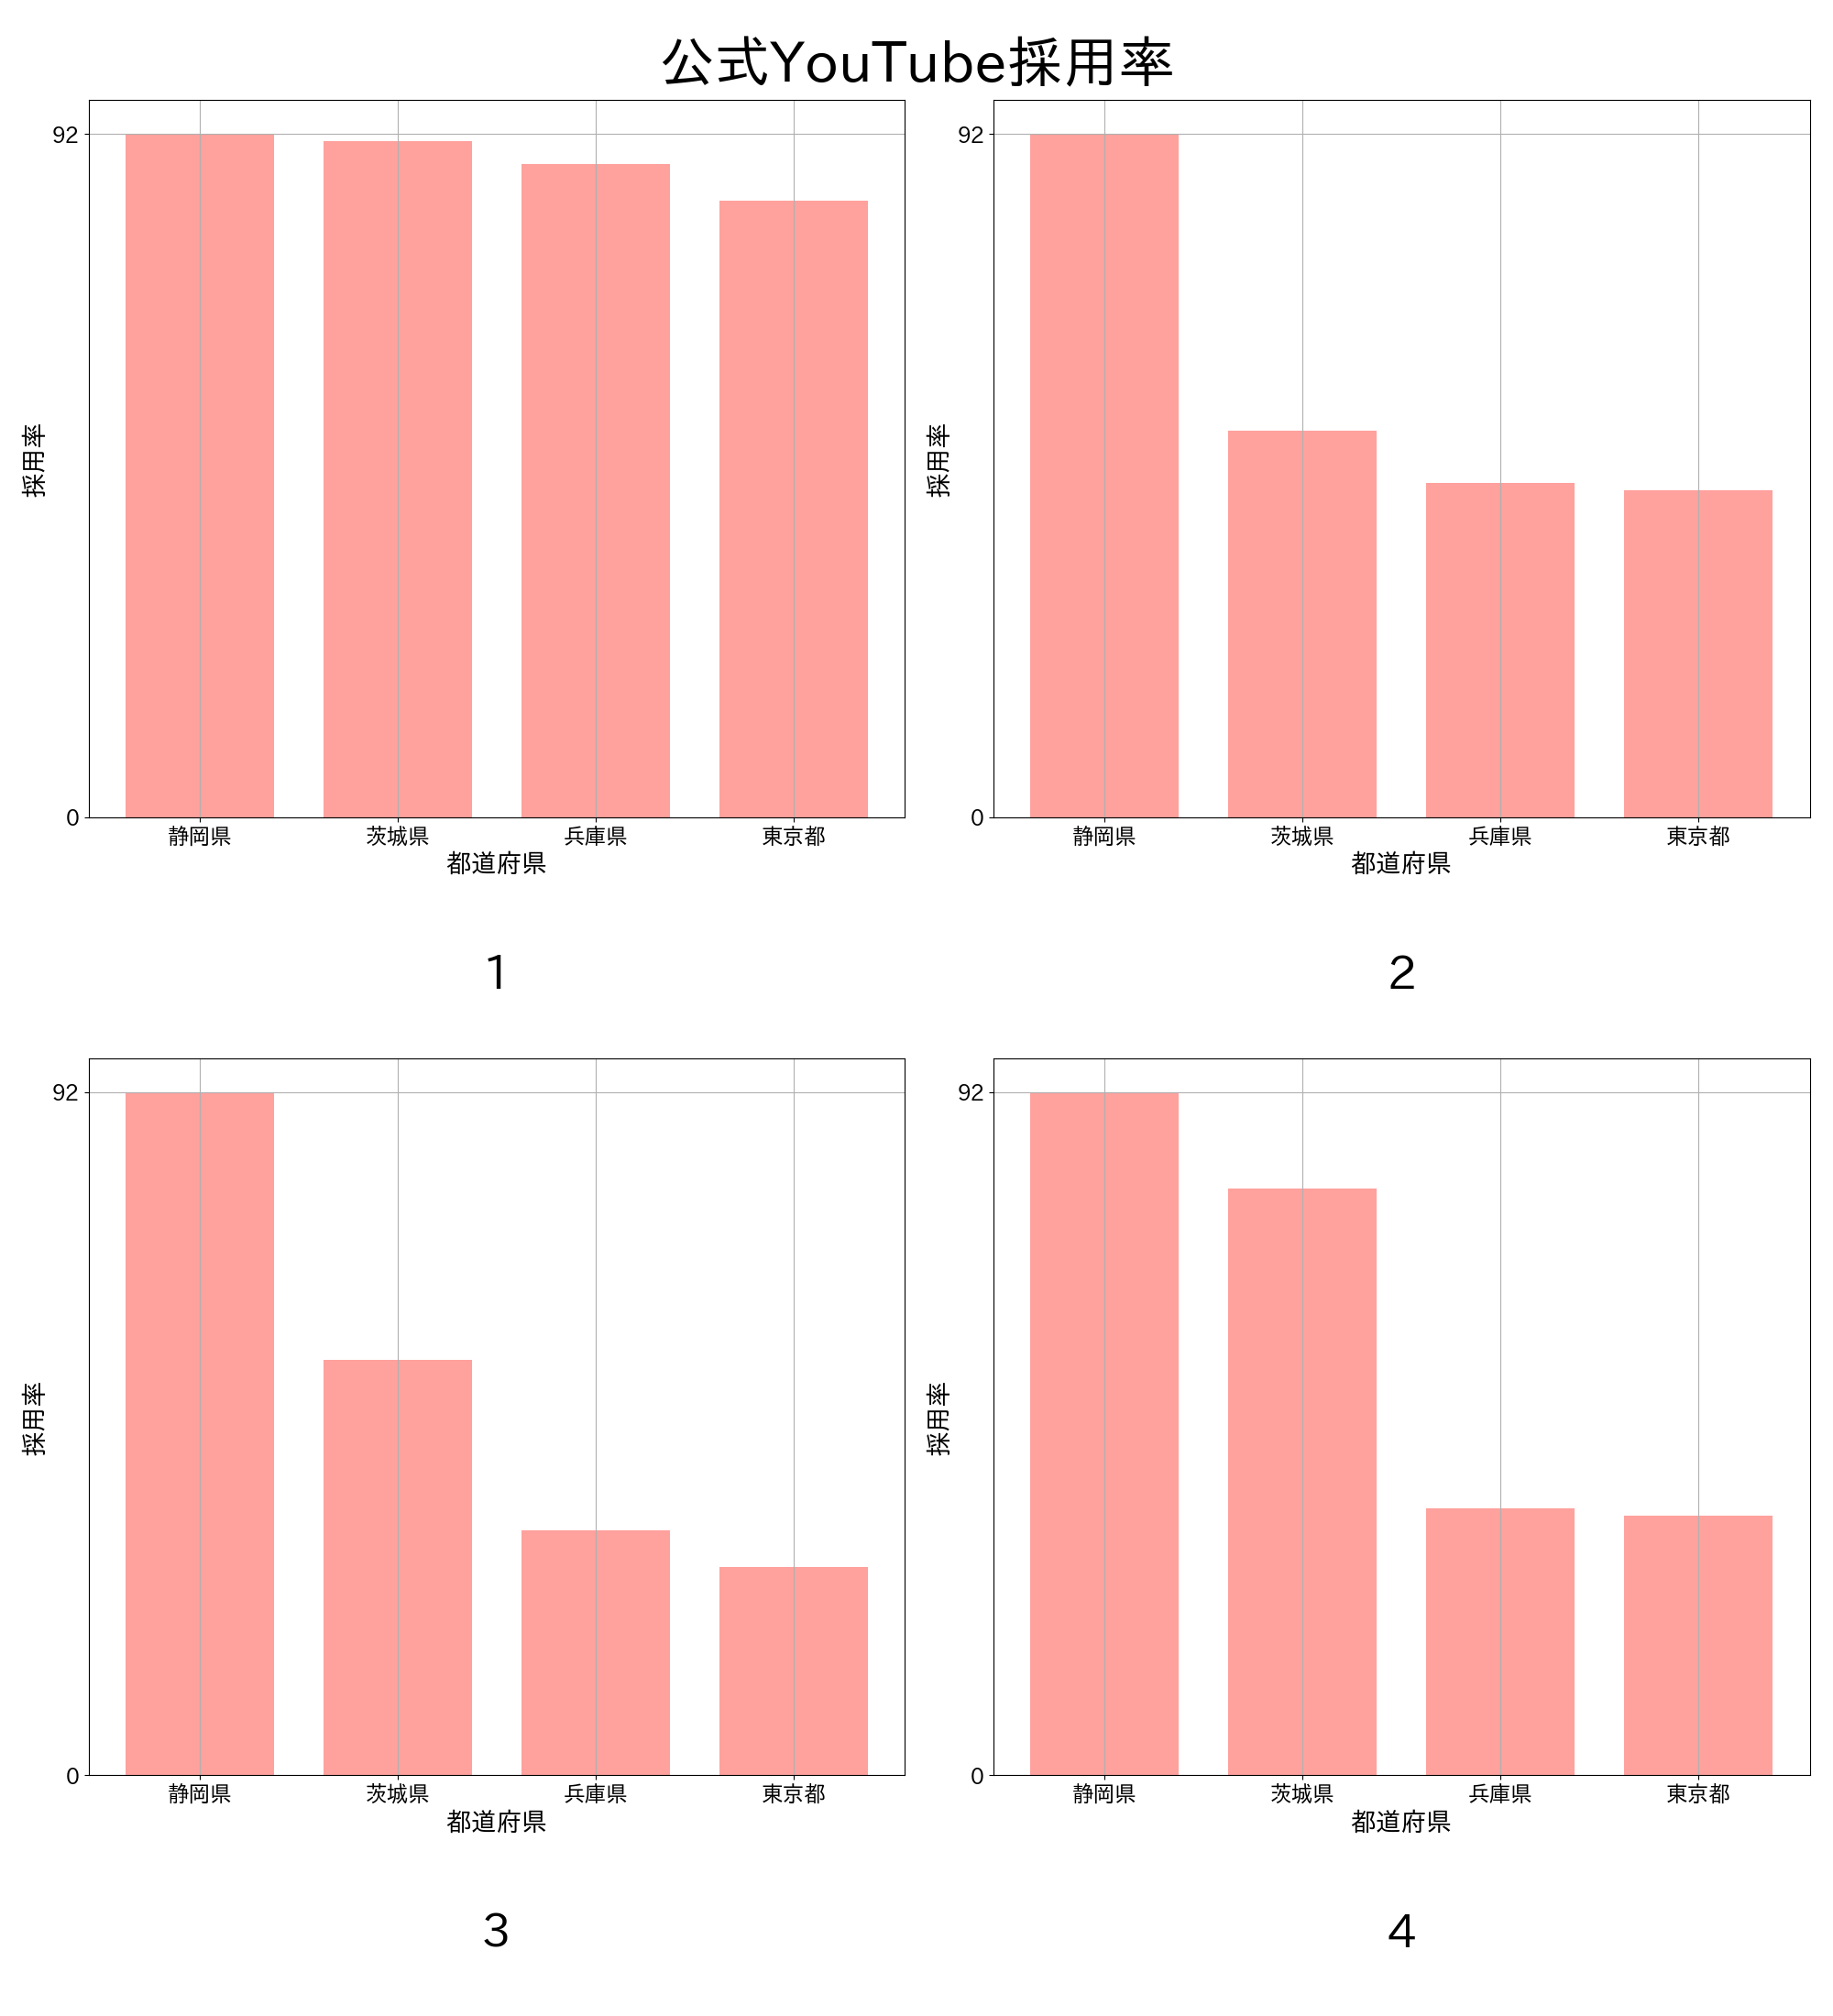 公式YouTube採用率
92
0
採用率
静岡県 茨城県 兵庫県 東京都
都道府県
1
92
0
採用率
静岡県 茨城県 兵庫県 東京都
都道府県
2
92
0
採用率
静岡県 茨城県 兵庫県 東京都
都道府県
3
92
0
採用率
静岡県 茨城県 兵庫県 東京都
都道府県
4